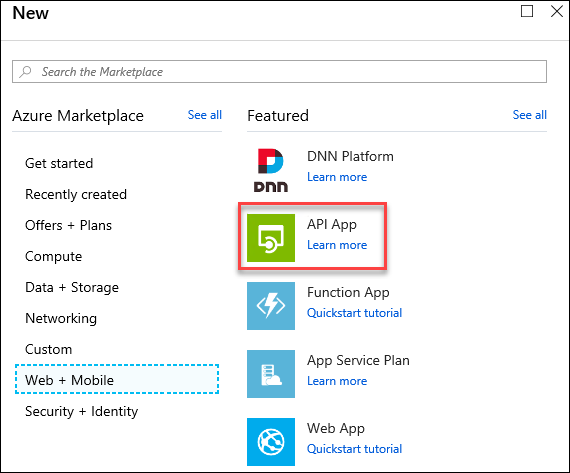 New
Search the Marketplace
Azure Marketplace
See all
Get started
Recently created
Offers + Plans
Compute
Data + Storage
Networking
Custom
Web + Mobile
Security + Identity
Featured
See all
DNN
DNN Platform
Learn more
API App
Learn more
Function App
Quickstart tutorial
App Service Plan
Learn more
Web App
Quickstart tutorial